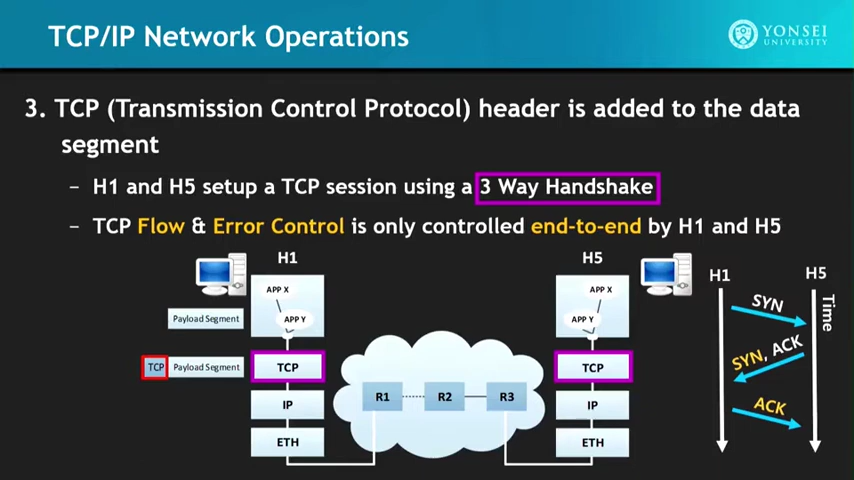 TCP/IP Network Operations
YONSEI
UNIVERSITY
3. TCP (Transmission Control Protocol) header is added to the data
segment
– H1 and H5 setup a TCP session using a 3 Way Handshake
– TCP Flow & Error Control is only controlled end-to-end by H1 and H5
H1
H5
H1
H5
APP X
APP X
Payload Segment
APP Y
APP Y
SYN
Time
TCP
Payload Segment
TCP
TCP
SYN, ACK
R1
R2
R3
IP
IP
ACK
ETH
ETH